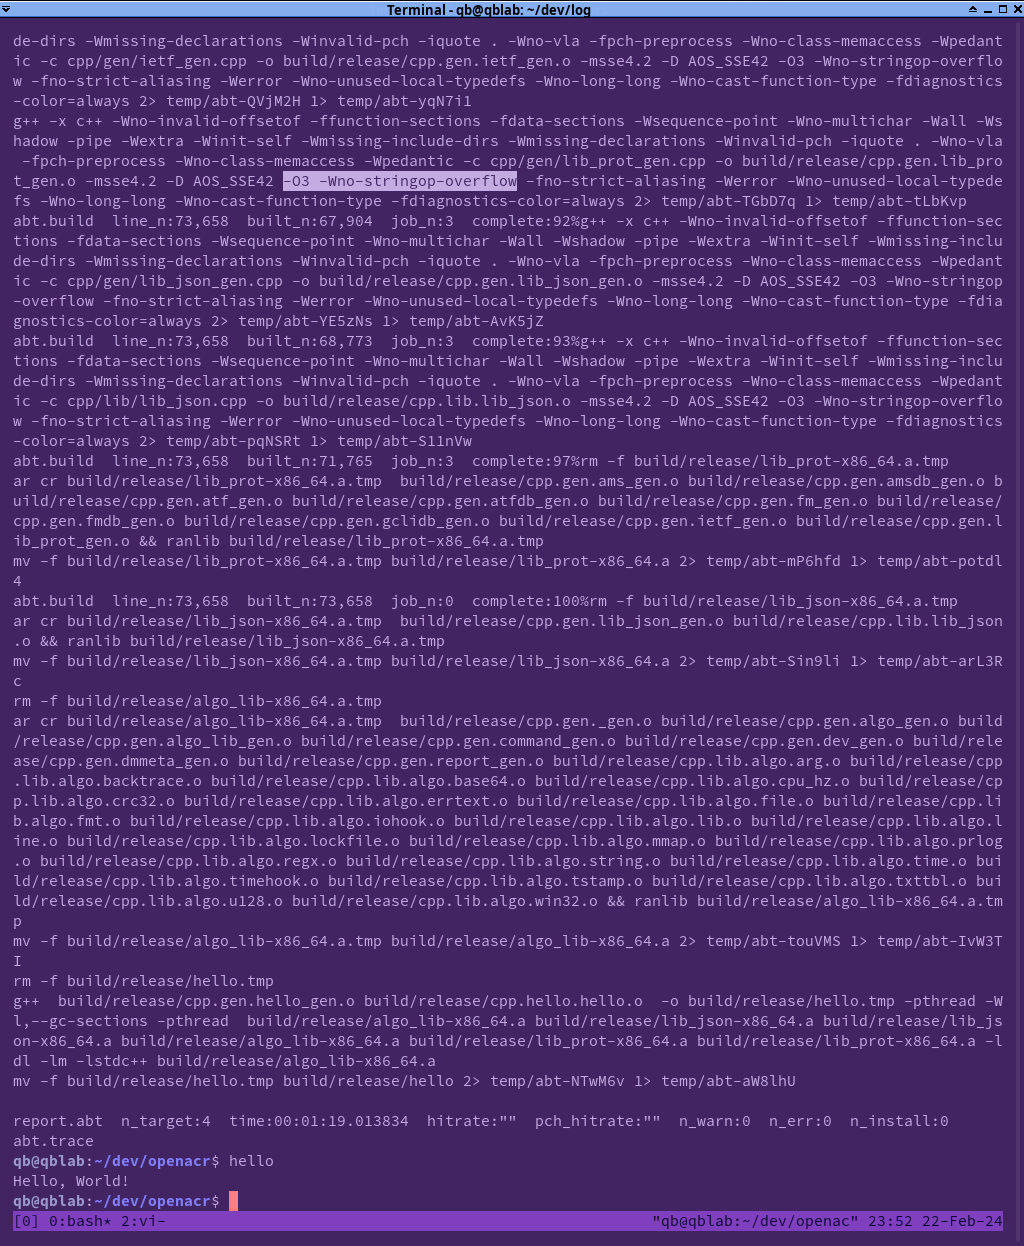 Terminal - qb@qblab: ~/dev/log
de-dirs -Wmissing-declarations -Winvalid-pch -iquote . -Wno-vla -fpch-preprocess -Wno-class-memaccess -Wpedant
ic -c cpp/gen/ietf_gen.cpp -o build/release/cpp.gen.ietf_gen.o -msse4.2 -D AOS_SSE42 -O3 -Wno-stringop-overflo
w -fno-strict-aliasing -Werror -Wno-unused-local-typedefs -Wno-long-long -Wno-cast-function-type -fdiagnostics
-color=always 2> temp/abt-QVjM2H 1> temp/abt-yqN7i1
g++ -x c++ -Wno-invalid-offsetof -ffunction-sections -fdata-sections -Wsequence-point -Wno-multichar -Wall -Ws
hadow -pipe -Wextra -Winit-self -Wmissing-include-dirs -Wmissing-declarations -Winvalid-pch -iquote . -Wno-vla
 -fpch-preprocess -Wno-class-memaccess -Wpedantic -c cpp/gen/lib_prot_gen.cpp -o build/release/cpp.gen.lib_pro
t_gen.o -msse4.2 -D AOS_SSE42 -O3 -Wno-stringop-overflow -fno-strict-aliasing -Werror -Wno-unused-local-typede
fs -Wno-long-long -Wno-cast-function-type -fdiagnostics-color=always 2> temp/abt-TGbD7q 1> temp/abt-tLbKvp
abt.build  line_n:73,658  built_n:67,904  job_n:3  complete:92%g++ -x c++ -Wno-invalid-offsetof -ffunction-sec
tions -fdata-sections -Wsequence-point -Wno-multichar -Wall -Wshadow -pipe -Wextra -Winit-self -Wmissing-inclu
de-dirs -Wmissing-declarations -Winvalid-pch -iquote . -Wno-vla -fpch-preprocess -Wno-class-memaccess -Wpedant
ic -c cpp/gen/lib_json_gen.cpp -o build/release/cpp.gen.lib_json_gen.o -msse4.2 -D AOS_SSE42 -O3 -Wno-stringop
-overflow -fno-strict-aliasing -Werror -Wno-unused-local-typedefs -Wno-long-long -Wno-cast-function-type -fdia
gnostics-color=always 2> temp/abt-YE5zNs 1> temp/abt-AvK5jZ
abt.build  line_n:73,658  built_n:68,773  job_n:3  complete:93%g++ -x c++ -Wno-invalid-offsetof -ffunction-sec
tions -fdata-sections -Wsequence-point -Wno-multichar -Wall -Wshadow -pipe -Wextra -Winit-self -Wmissing-inclu
de-dirs -Wmissing-declarations -Winvalid-pch -iquote . -Wno-vla -fpch-preprocess -Wno-class-memaccess -Wpedant
ic -c cpp/lib/lib_json.cpp -o build/release/cpp.lib.lib_json.o -msse4.2 -D AOS_SSE42 -O3 -Wno-stringop-overflo
w -fno-strict-aliasing -Werror -Wno-unused-local-typedefs -Wno-long-long -Wno-cast-function-type -fdiagnostics
-color=always 2> temp/abt-pqNSRt 1> temp/abt-S11nVw
abt.build  line_n:73,658  built_n:71,765  job_n:3  complete:97%rm -f build/release/lib_prot-x86_64.a.tmp
ar cr build/release/lib_prot-x86_64.a.tmp  build/release/cpp.gen.ams_gen.o build/release/cpp.gen.amsdb_gen.o b
uild/release/cpp.gen.atf_gen.o build/release/cpp.gen.atfdb_gen.o build/release/cpp.gen.fm_gen.o build/release/
cpp.gen.fmdb_gen.o build/release/cpp.gen.gclidb_gen.o build/release/cpp.gen.ietf_gen.o build/release/cpp.gen.l
ib_prot_gen.o && ranlib build/release/lib_prot-x86_64.a.tmp
mv -f build/release/lib_prot-x86_64.a.tmp build/release/lib_prot-x86_64.a 2> temp/abt-mP6hfd 1> temp/abt-potdl
4
abt.build  line_n:73,658  built_n:73,658  job_n:0  complete:100%rm -f build/release/lib_json-x86_64.a.tmp
ar cr build/release/lib_json-x86_64.a.tmp  build/release/cpp.gen.lib_json_gen.o build/release/cpp.lib.lib_json
.o && ranlib build/release/lib_json-x86_64.a.tmp
mv -f build/release/lib_json-x86_64.a.tmp build/release/lib_json-x86_64.a 2> temp/abt-Sin9li 1> temp/abt-arL3R
c
rm -f build/release/algo_lib-x86_64.a.tmp
ar cr build/release/algo_lib-x86_64.a.tmp  build/release/cpp.gen._gen.o build/release/cpp.gen.algo_gen.o build
/release/cpp.gen.algo_lib_gen.o build/release/cpp.gen.command_gen.o build/release/cpp.gen.dev_gen.o build/rele
ase/cpp.gen.dmmeta_gen.o build/release/cpp.gen.report_gen.o build/release/cpp.lib.algo.arg.o build/release/cpp
.lib.algo.backtrace.o build/release/cpp.lib.algo.base64.o build/release/cpp.lib.algo.cpu_hz.o build/release/cp
p.lib.algo.crc32.o build/release/cpp.lib.algo.errtext.o build/release/cpp.lib.algo.file.o build/release/cpp.li
b.algo.fmt.o build/release/cpp.lib.algo.iohook.o build/release/cpp.lib.algo.lib.o build/release/cpp.lib.algo.l
ine.o build/release/cpp.lib.algo.lockfile.o build/release/cpp.lib.algo.mmap.o build/release/cpp.lib.algo.prlog
.o build/release/cpp.lib.algo.regx.o build/release/cpp.lib.algo.string.o build/release/cpp.lib.algo.time.o bui
ld/release/cpp.lib.algo.timehook.o build/release/cpp.lib.algo.tstamp.o build/release/cpp.lib.algo.txttbl.o bui
ld/release/cpp.lib.algo.u128.o build/release/cpp.lib.algo.win32.o && ranlib build/release/algo_lib-x86_64.a.tm
p
mv -f build/release/algo_lib-x86_64.a.tmp build/release/algo_lib-x86_64.a 2> temp/abt-touVMS 1> temp/abt-IvW3T
I
rm -f build/release/hello.tmp
g++  build/release/cpp.gen.hello_gen.o build/release/cpp.hello.hello.o  -o build/release/hello.tmp -pthread -W
l,--gc-sections -pthread  build/release/algo_lib-x86_64.a build/release/lib_json-x86_64.a build/release/lib_js
on-x86_64.a build/release/algo_lib-x86_64.a build/release/lib_prot-x86_64.a build/release/lib_prot-x86_64.a -l
dl -lm -lstdc++ build/release/algo_lib-x86_64.a
mv -f build/release/hello.tmp build/release/hello 2> temp/abt-NTwM6v 1> temp/abt-aW8lhU
report.abt  n_target:4  time:00:01:19.013834  hitrate:""  pch_hitrate:""  n_warn:0  n_err:0  n_install:0
abt.trace
qb@qblab:~/dev/openacr$ hello
Hello, World!
qb@qblab:~/dev/openacr$
[0] 0:bash* 2:vi- "qb@qblab:~/dev/openac" 23:52 22-Feb-24